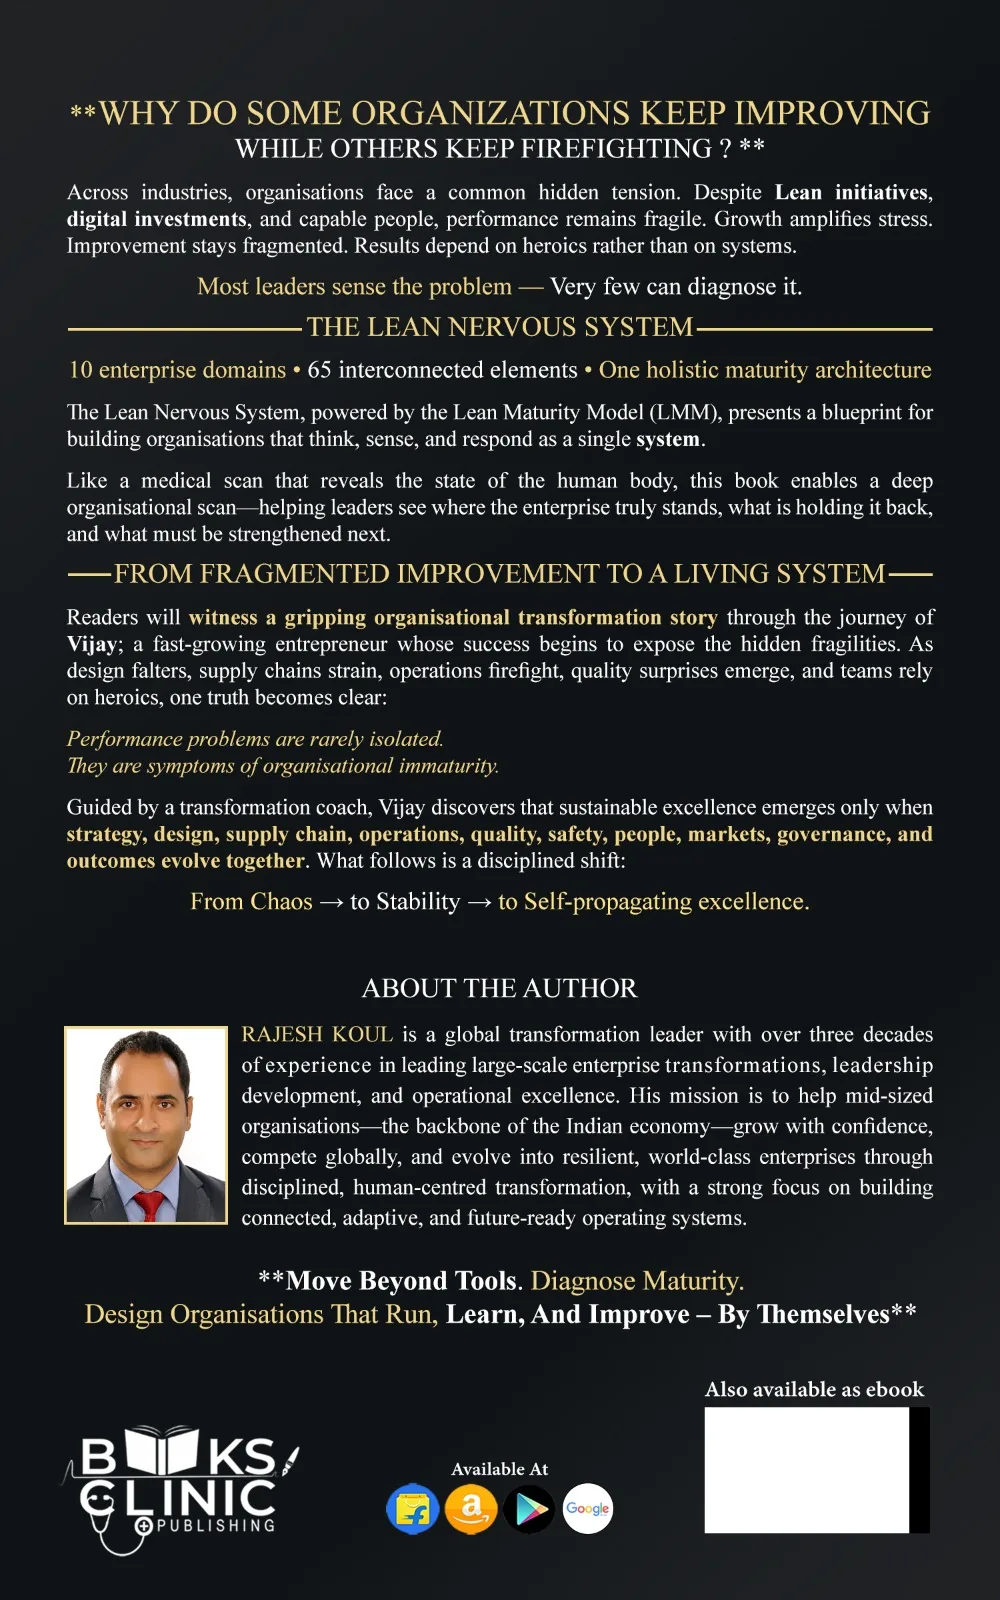 **WHY DO SOME ORGANIZATIONS KEEP IMPROVING
WHILE OTHERS KEEP FIREFIGHTING ? **
Across industries, organisations face a common hidden tension. Despite Lean initiatives,
digital investments, and capable people, performance remains fragile. Growth amplifies stress.
Improvement stays fragmented. Results depend on heroics rather than on systems.
Most leaders sense the problem — Very few can diagnose it.
THE LEAN NERVOUS SYSTEM
10 enterprise domains • 65 interconnected elements • One holistic maturity architecture
The Lean Nervous System, powered by the Lean Maturity Model (LMM), presents a blueprint for
building organisations that think, sense, and respond as a single system.
Like a medical scan that reveals the state of the human body, this book enables a deep
organisational scan—helping leaders see where the enterprise truly stands, what is holding it back,
and what must be strengthened next.
FROM FRAGMENTED IMPROVEMENT TO A LIVING SYSTEM
Readers will witness a gripping organisational transformation story through the journey of
Vijay; a fast-growing entrepreneur whose success begins to expose the hidden fragilities. As
design falters, supply chains strain, operations firefight, quality surprises emerge, and teams rely
on heroics, one truth becomes clear:
Performance problems are rarely isolated.
They are symptoms of organisational immaturity.
Guided by a transformation coach, Vijay discovers that sustainable excellence emerges only when
strategy, design, supply chain, operations, quality, safety, people, markets, governance, and
outcomes evolve together. What follows is a disciplined shift:
From Chaos → to Stability → to Self-propagating excellence.
ABOUT THE AUTHOR
RAJESH KOUL is a global transformation leader with over three decades
of experience in leading large-scale enterprise transformations, leadership
development, and operational excellence. His mission is to help mid-sized
organisations—the backbone of the Indian economy—grow with confidence,
compete globally, and evolve into resilient, world-class enterprises through
disciplined, human-centred transformation, with a strong focus on building
connected, adaptive, and future-ready operating systems.
**Move Beyond Tools. Diagnose Maturity.
Design Organisations That Run, Learn, And Improve – By Themselves**
Also available as ebook
BOOKS
CLINIC
PUBLISHING
Available At
Google